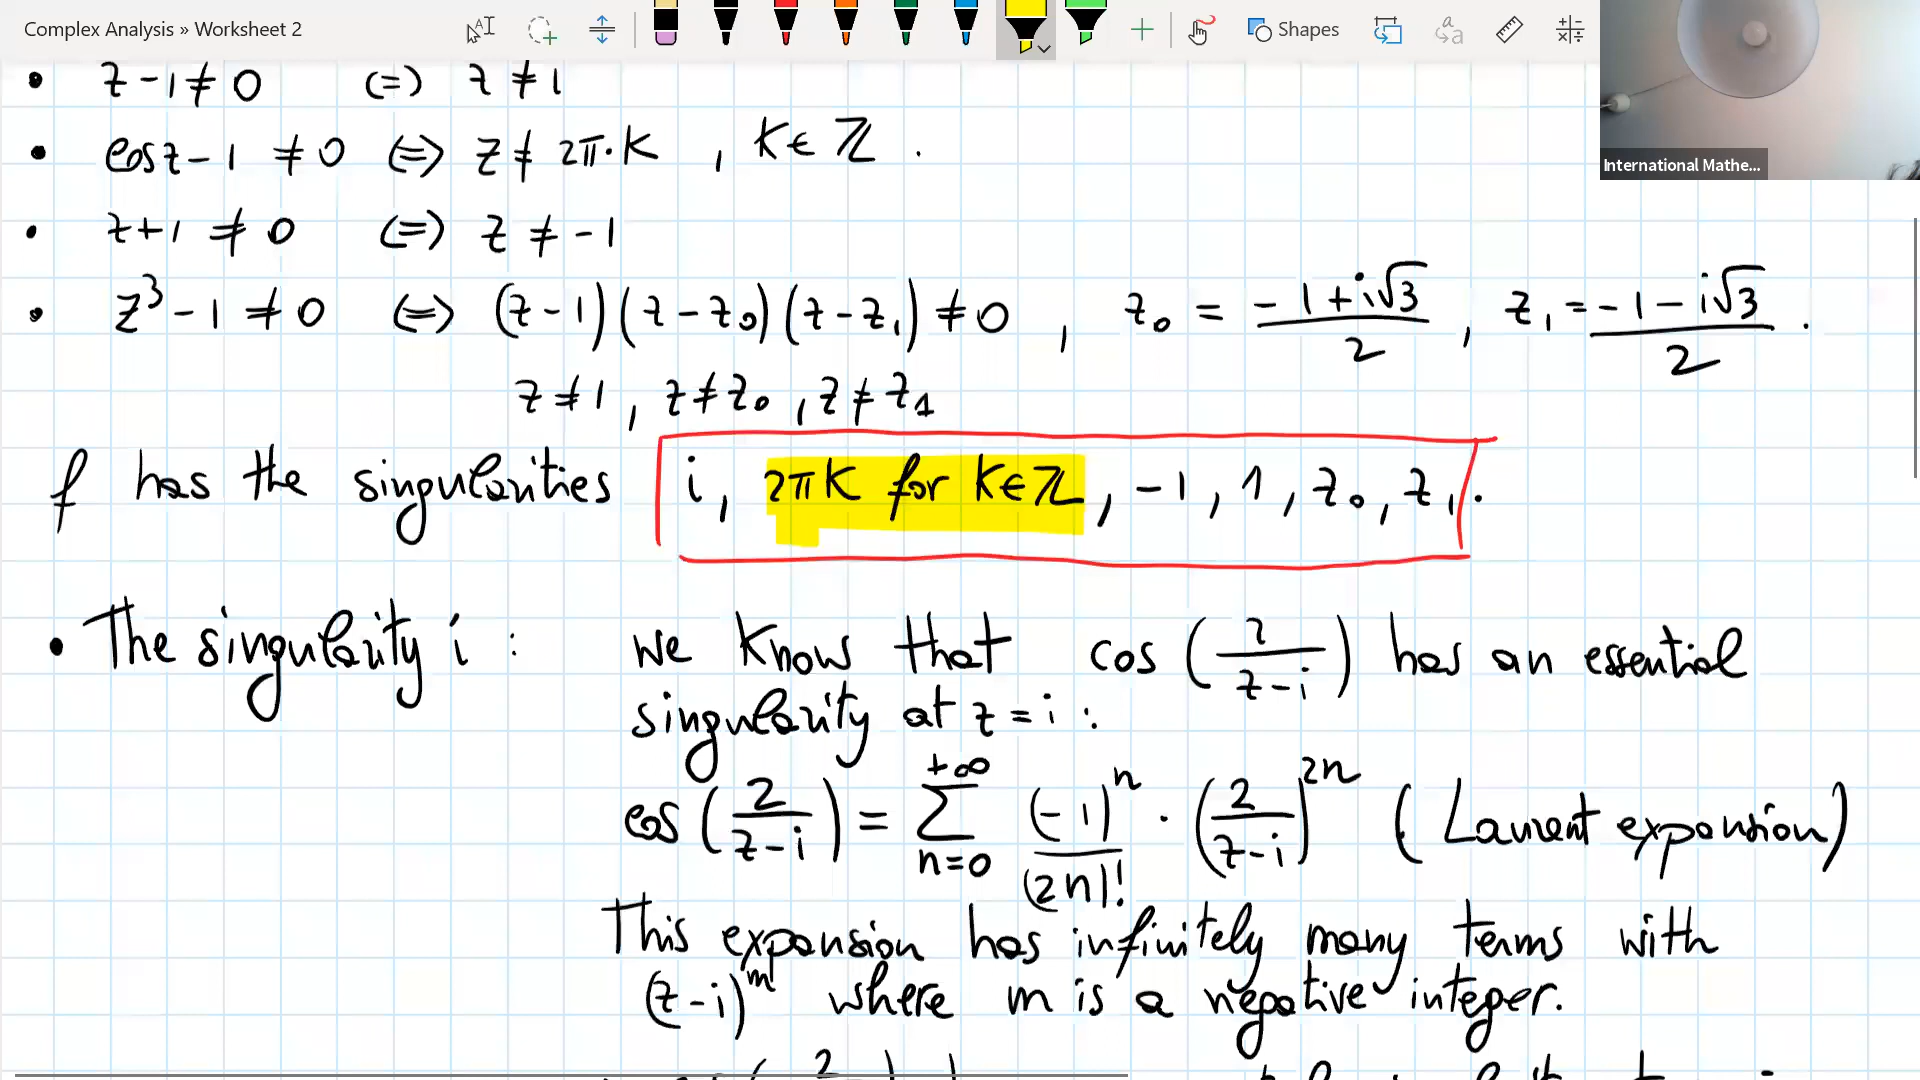 Complex Analysis » Worksheet 2
Shapes
International Mathe...
• z - 1 ≠ 0 (=) z ≠ 1
• cos z - 1 ≠ 0 <=> z ≠ 2π·k , k ∈ ℤ .
• z + 1 ≠ 0 (=) z ≠ -1
• z³ - 1 ≠ 0 <=> (z - 1)(z - z₀)(z - z₁) ≠ 0 , z₀ = (-1 + i√3)/2 , z₁ = (-1 - i√3)/2 .
z ≠ 1 , z ≠ z₀ , z ≠ z₁
f has the singularities i, 2πk for k ∈ ℤ, -1, 1, z₀, z₁ .
• The singularity i : we know that cos (2/(z-i)) has an essential
singularity at z = i :
cos (2/(z-i)) = ∑_{n=0}^{+∞} (-1)ⁿ/(2n)! · (2/(z-i))²ⁿ (Laurent expansion)
This expansion has infinitely many terms with
(z-i)ᵐ where m is a negative integer.